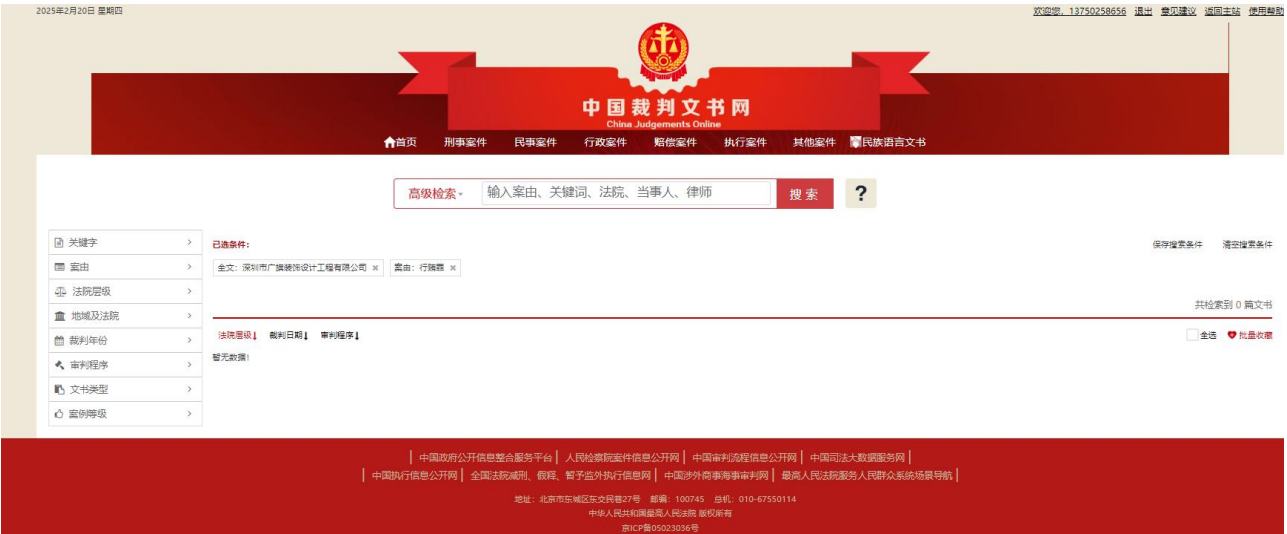 2025年2月20日 星期四
欢迎您，13750258656 退出 意见建议 返回主站 使用帮助
中国裁判文书网
China Judgements Online
首页 刑事案件 民事案件 行政案件 赔偿案件 执行案件 其他案件 民族语言文书
高级检索 输入案由、关键词、法院、当事人、律师 搜索 ?
关键字
案由
法院层级
地域及法院
裁判年份
审判程序
文书类型
案例等级
已选条件：
保存搜索条件 清空搜索条件
全文：深圳市广旗装饰设计工程有限公司 × 案由：行贿罪 ×
共检索到 0 篇文书
法院层级 裁判日期 审判程序
全选 批量收藏
暂无数据!
中国政府公开信息整合服务平台 | 人民检察院案件信息公开网 | 中国审判流程信息公开网 | 中国司法大数据服务网 |
中国执行信息公开网 | 全国法院减刑、假释、暂予监外执行信息网 | 中国涉外商事海事审判网 | 最高人民法院服务人民群众系统场景导航 |
地址：北京市东城区东交民巷27号 邮编：100745 总机：010-67550114
中华人民共和国最高人民法院 版权所有
京ICP备05023036号